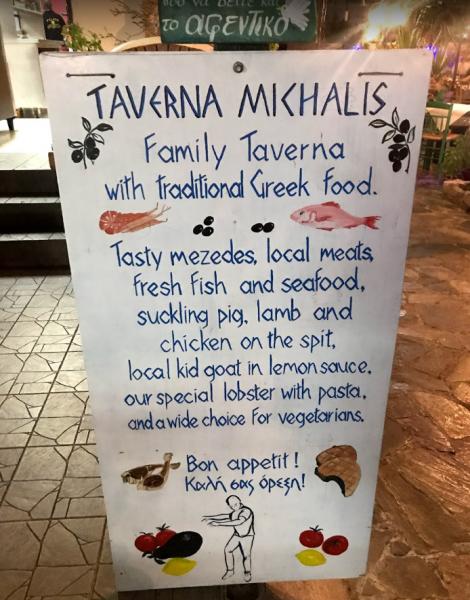 το αφεντικο
TAVERNA MICHALIS
Family Taverna
with traditional Greek food.
Tasty mezedes, local meats,
fresh fish and seafood,
suckling pig, lamb and
chicken on the spit,
local kid goat in lemon sauce.
our special lobster with pasta,
and a wide choice for vegetarians.
Bon appetit!
Καλή σας όρεξη!